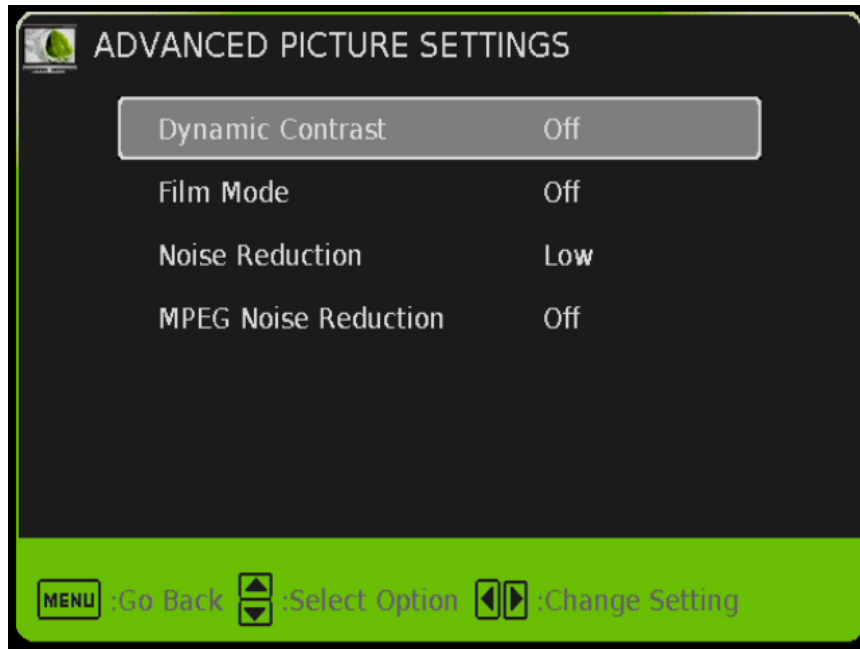 ADVANCED PICTURE SETTINGS
Dynamic Contrast Off
Film Mode Off
Noise Reduction Low
MPEG Noise Reduction Off
MENU :Go Back :Select Option :Change Setting